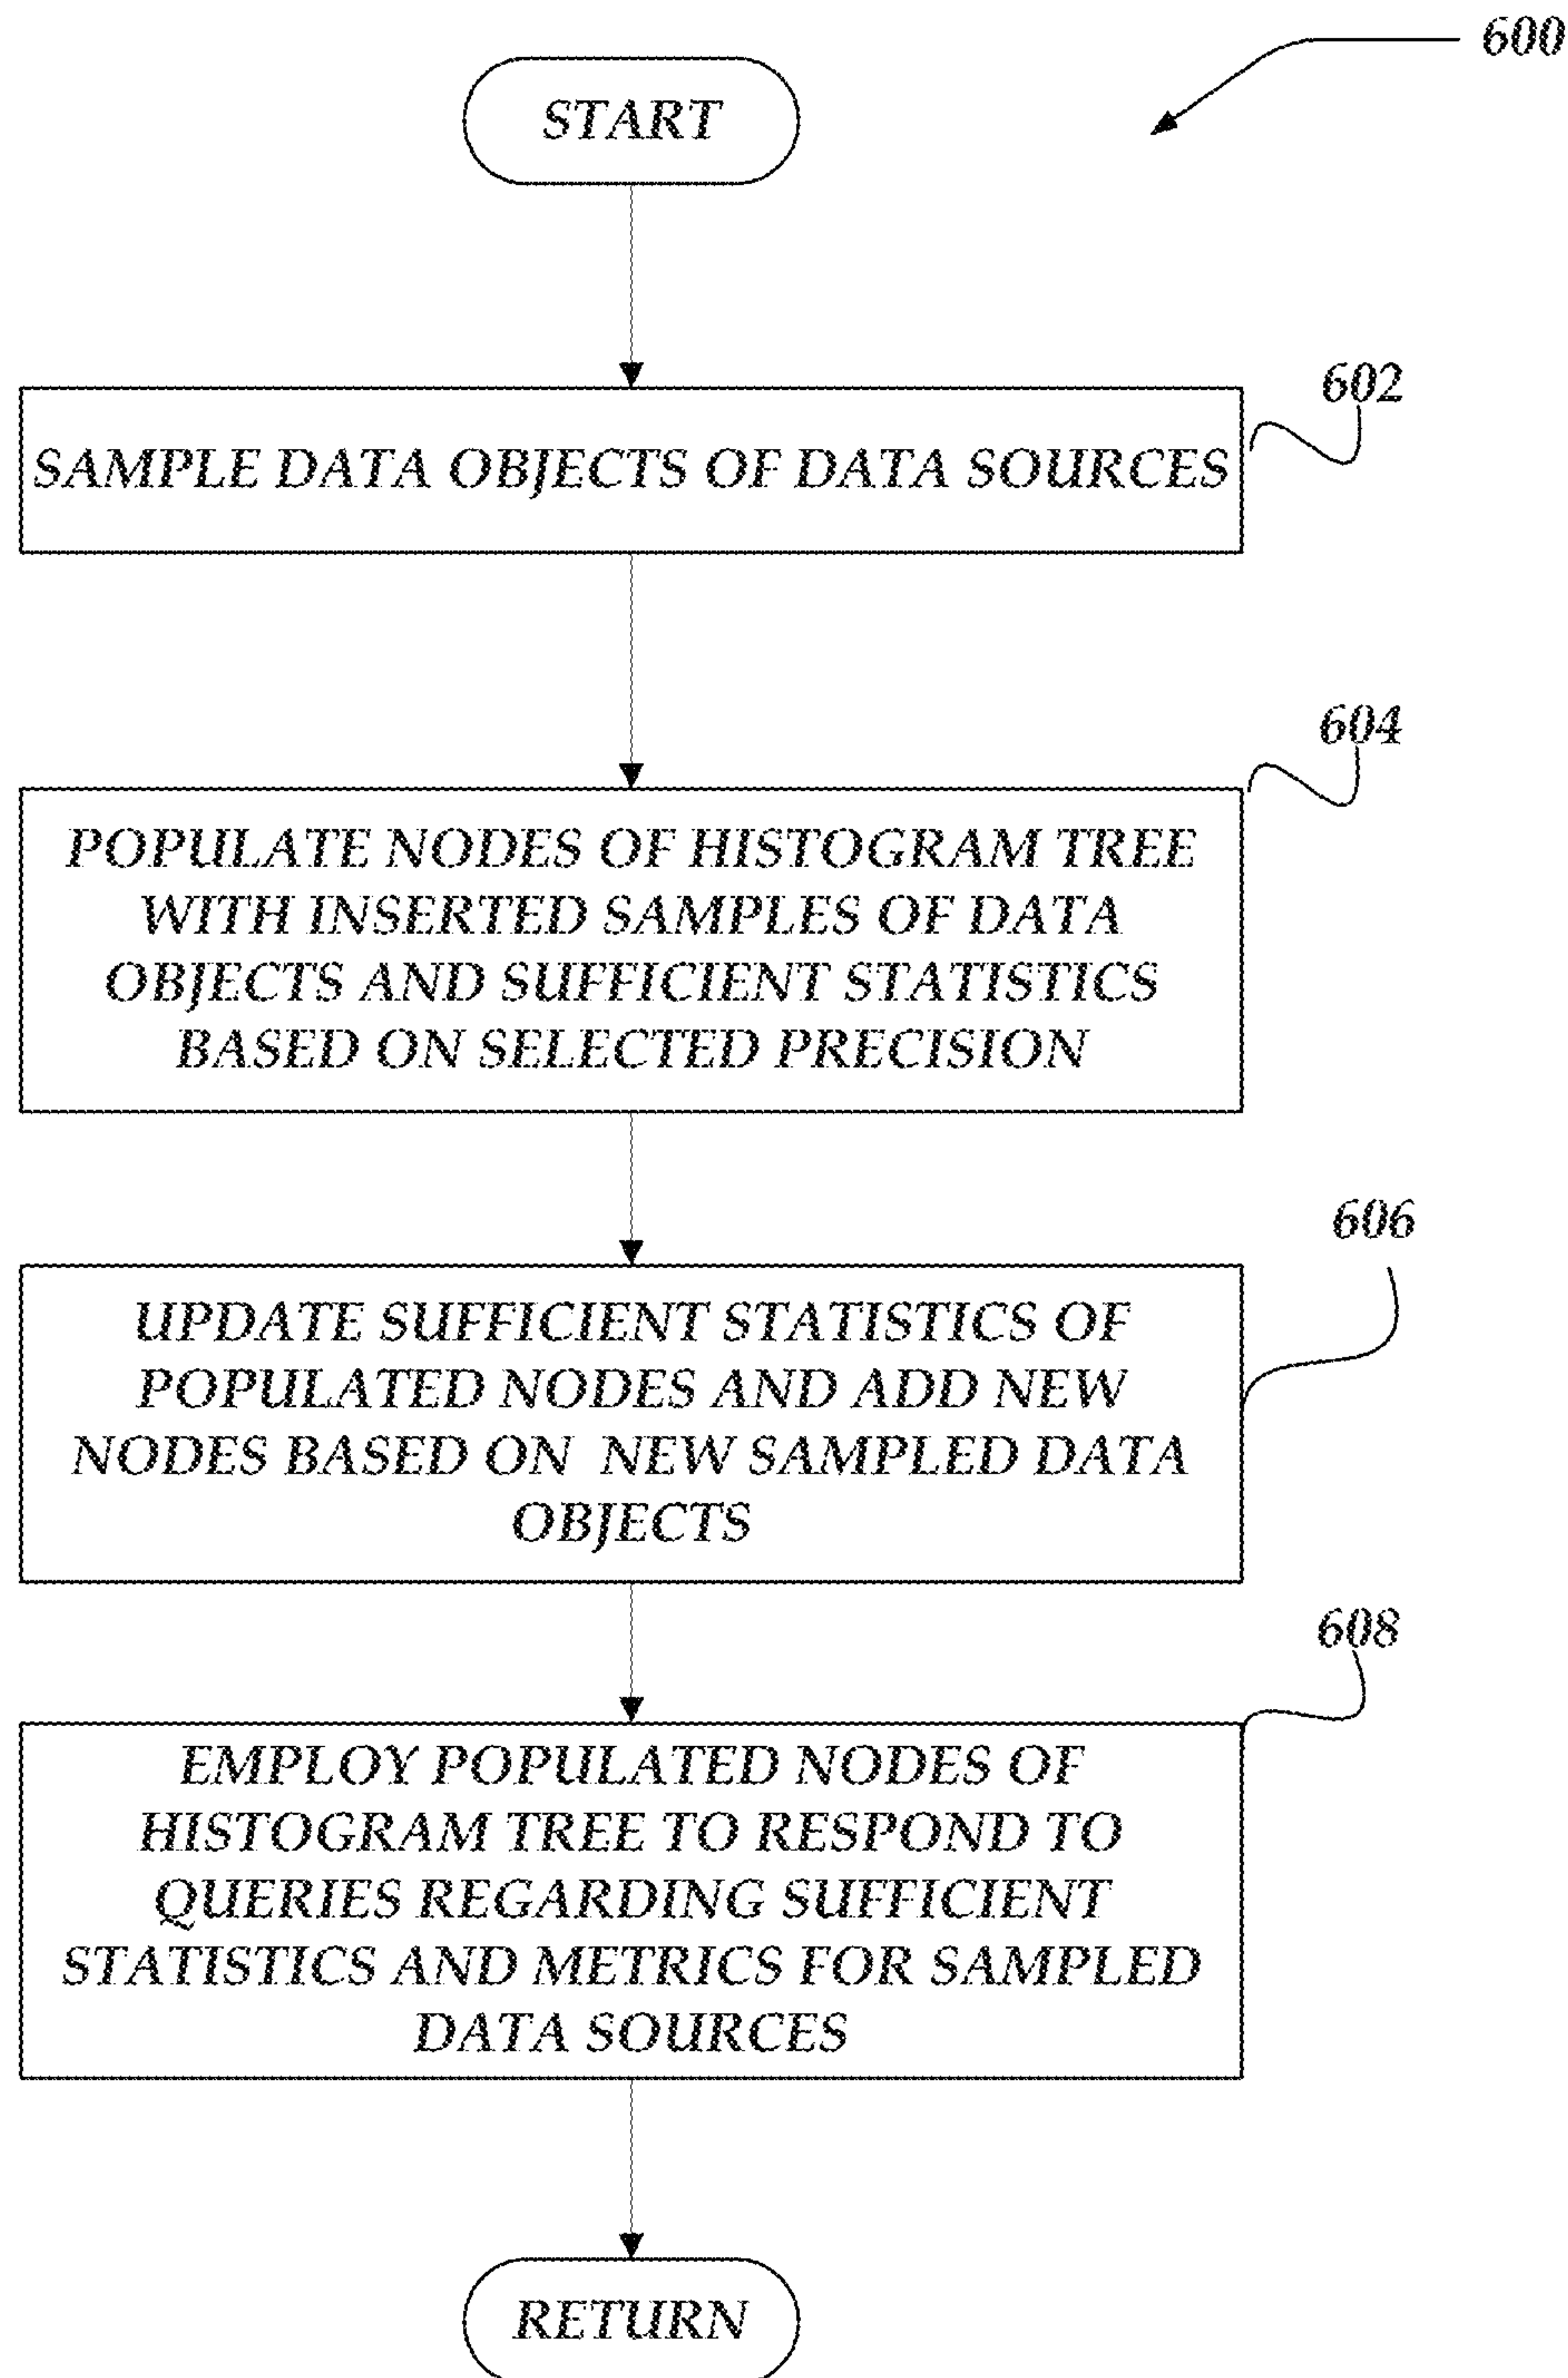 600
START
602
SAMPLE DATA OBJECTS OF DATA SOURCES
604
POPULATE NODES OF HISTOGRAM TREE
WITH INSERTED SAMPLES OF DATA
OBJECTS AND SUFFICIENT STATISTICS
BASED ON SELECTED PRECISION
606
UPDATE SUFFICIENT STATISTICS OF
POPULATED NODES AND ADD NEW
NODES BASED ON NEW SAMPLED DATA
OBJECTS
608
EMPLOY POPULATED NODES OF
HISTOGRAM TREE TO RESPOND TO
QUERIES REGARDING SUFFICIENT
STATISTICS AND METRICS FOR SAMPLED
DATA SOURCES
RETURN